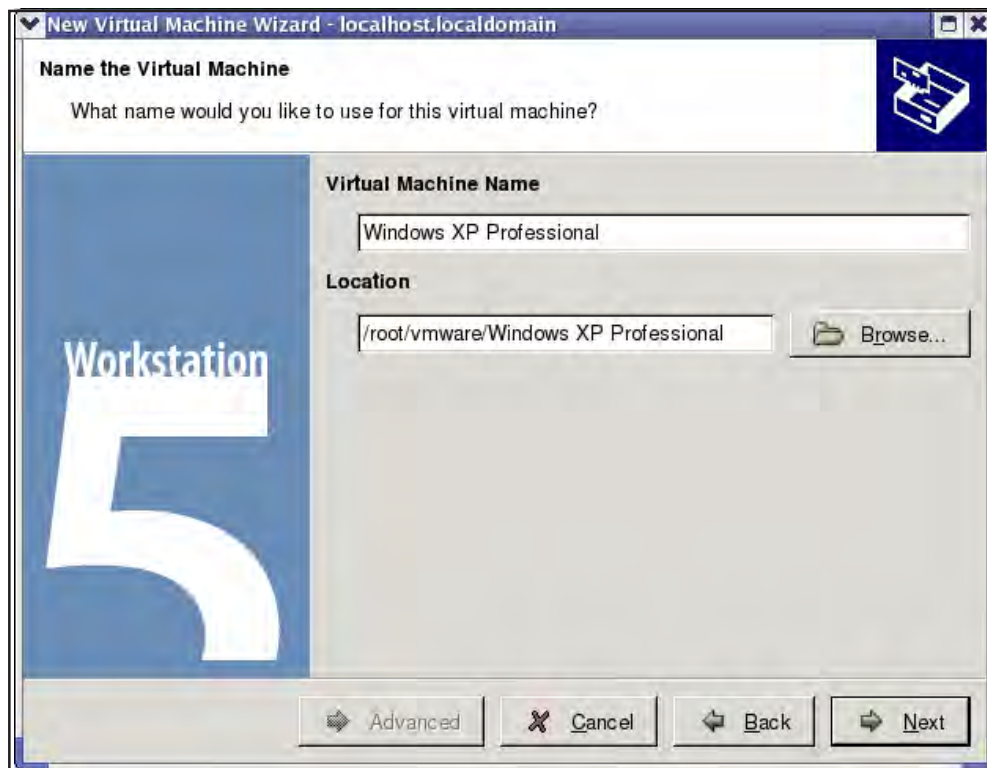 New Virtual Machine Wizard - localhost.localdomain
Name the Virtual Machine
What name would you like to use for this virtual machine?
Virtual Machine Name
Windows XP Professional
Location
/root/vmware/Windows XP Professional
Browse...
Workstation
5
Advanced
Cancel
Back
Next